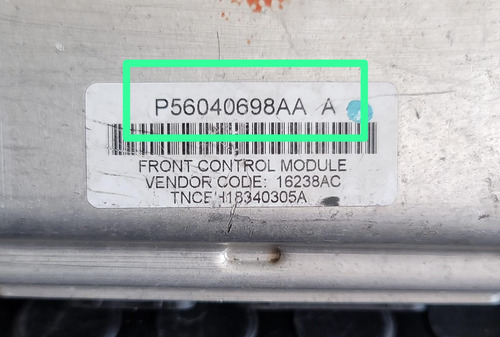 P56040698AA A
FRONT CONTROL MODULE
VENDOR CODE: 16238AC